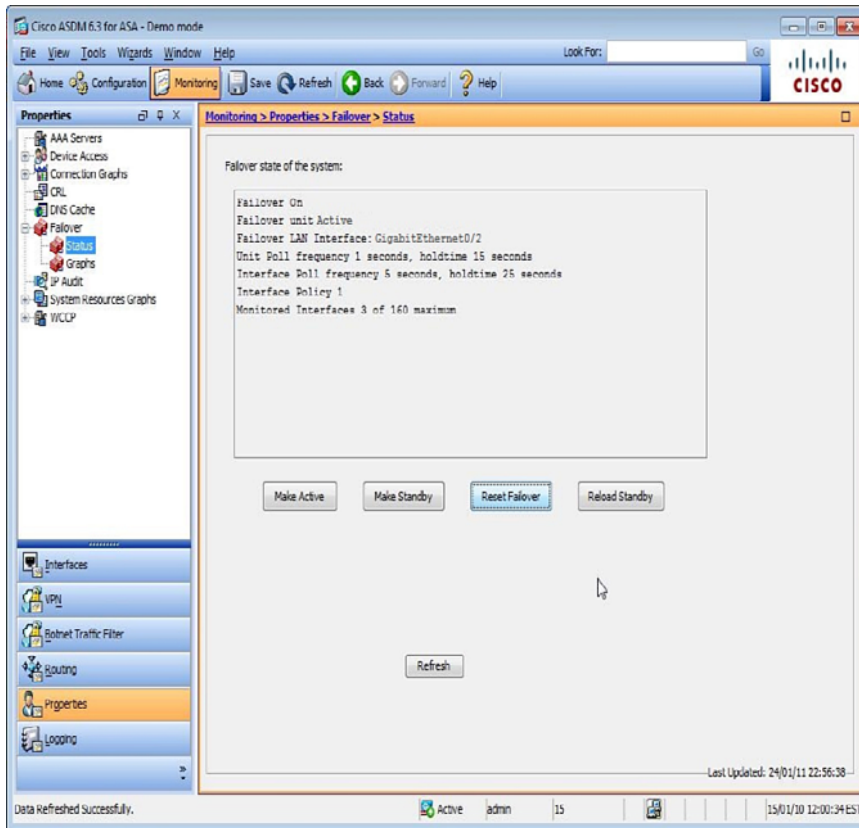 Cisco ASDM 6.3 for ASA - Demo mode
File View Tools Wizards Window Help Look For: Go
Home Configuration Monitoring Save Refresh Back Forward Help
CISCO
Properties
Monitoring > Properties > Failover > Status
AAA Servers
Device Access
Connection Graphs
CRL
DNS Cache
Failover
Status
Graphs
IP Audit
System Resources Graphs
WCCP
Failover state of the system:
Failover On
Failover unit Active
Failover LAN Interface: GigabitEthernet0/2
Unit Poll frequency 1 seconds, holdtime 15 seconds
Interface Poll frequency 5 seconds, holdtime 25 seconds
Interface Policy 1
Monitored Interfaces 3 of 160 maximum
Make Active Make Standby Reset Failover Reload Standby
Refresh
Interfaces
VPN
Botnet Traffic Filter
Routing
Properties
Logging
Last Updated: 24/01/11 22:56:38
Data Refreshed Successfully. Active admin 15 15/01/10 12:00:34 EST